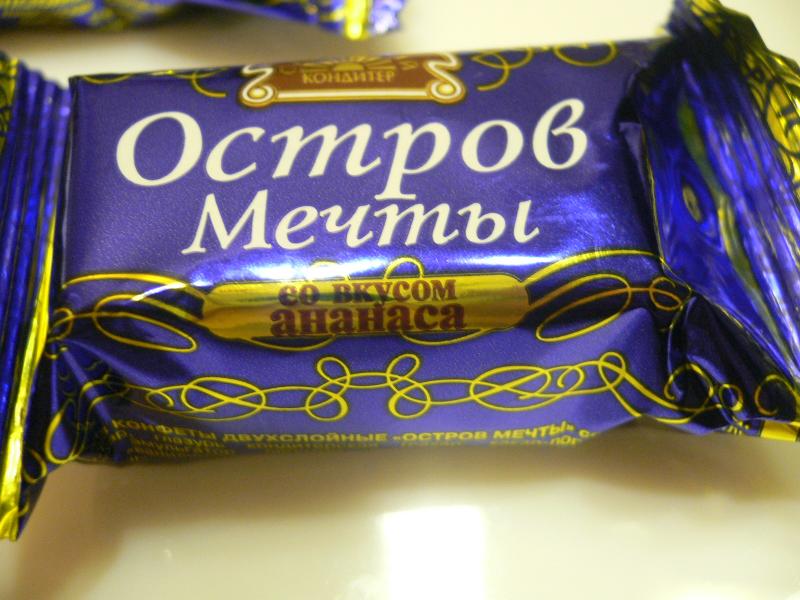 КОНДИТЕР
Остров
Мечты
со вкусом
ананаса
КОНФЕТЫ ДВУХСЛОЙНЫЕ «ОСТРОВ МЕЧТЫ»